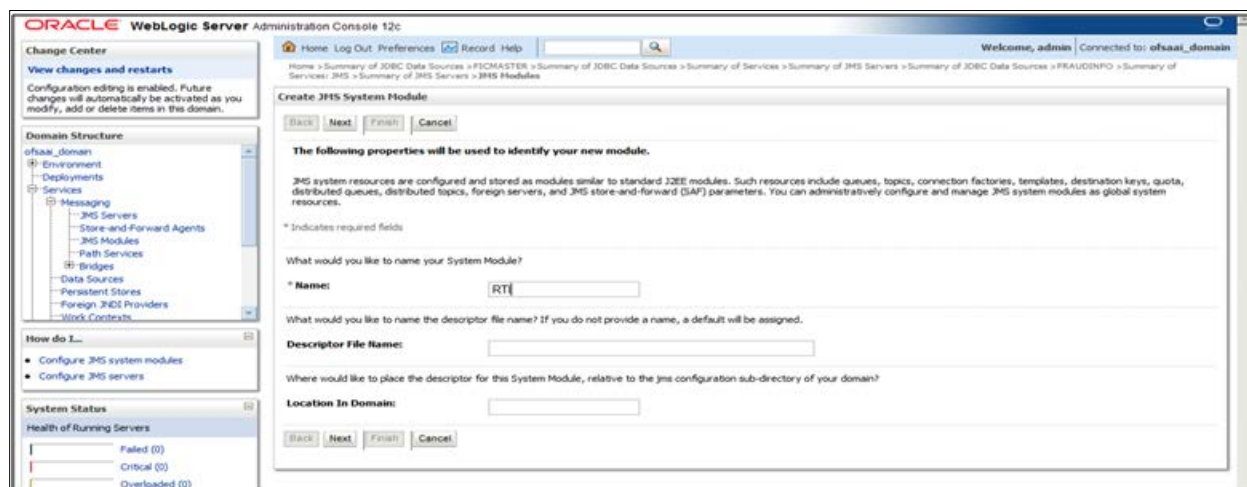 ORACLE WebLogic Server Administration Console 12c
Change Center
View changes and restarts
Configuration editing is enabled. Future
changes will automatically be activated as you
modify, add or delete items in this domain.
Domain Structure
ofsaai_domain
Environment
Deployments
Services
Messaging
JMS Servers
Store-and-Forward Agents
JMS Modules
Path Services
Bridges
Data Sources
Persistent Stores
Foreign JNDI Providers
Work Contexts
How do I...
Configure JMS system modules
Configure JMS servers
System Status
Health of Running Servers
Failed (0)
Critical (0)
Overloaded (0)
Home Log Out Preferences Record Help
Welcome, admin Connected to: ofsaai_domain
Home >Summary of JDBC Data Sources >FICMASTER >Summary of JDBC Data Sources >Summary of Services >Summary of JMS Servers >Summary of JDBC Data Sources >FRAUDINFO >Summary of
Services: JMS >Summary of JMS Servers >JMS Modules
Create JMS System Module
Back Next Finish Cancel
The following properties will be used to identify your new module.
JMS system resources are configured and stored as modules similar to standard J2EE modules. Such resources include queues, topics, connection factories, templates, destination keys, quota,
distributed queues, distributed topics, foreign servers, and JMS store-and-forward (SAF) parameters. You can administratively configure and manage JMS system modules as global system
resources.
* Indicates required fields
What would you like to name your System Module?
* Name: RTI
What would you like to name the descriptor file name? If you do not provide a name, a default will be assigned.
Descriptor File Name:
Where would like to place the descriptor for this System Module, relative to the jms configuration sub-directory of your domain?
Location In Domain:
Back Next Finish Cancel